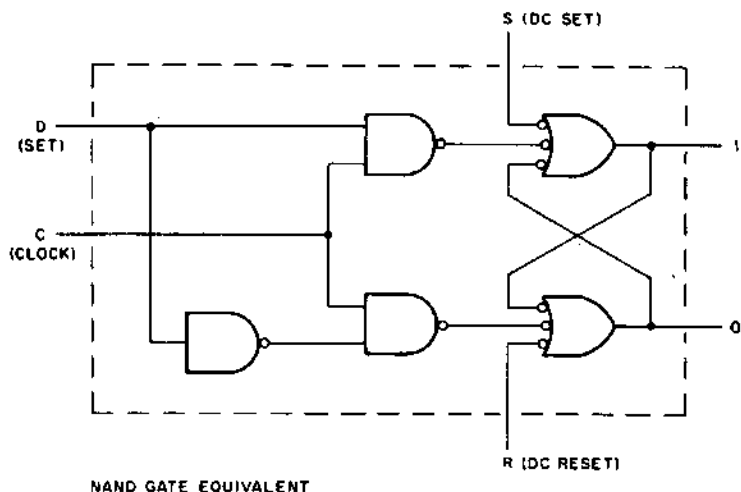 S (DC SET)
D
(SET)
1
C
(CLOCK)
0
R (DC RESET)
NAND GATE EQUIVALENT